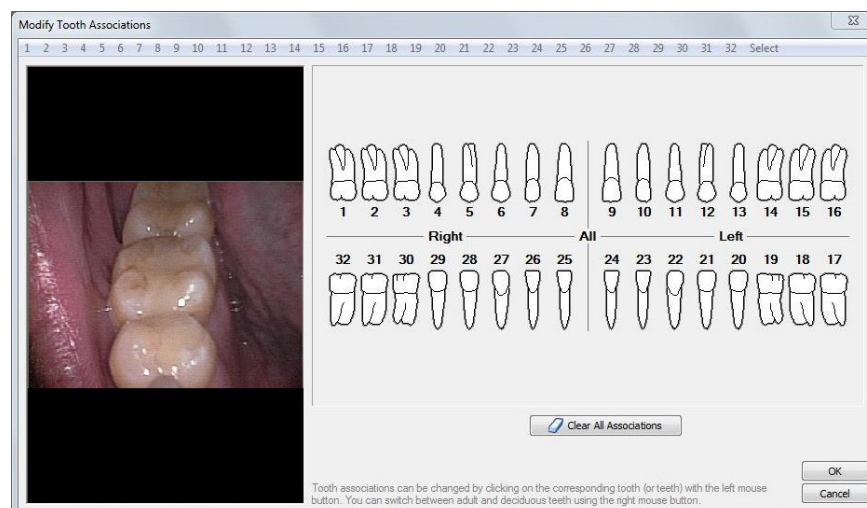 Modify Tooth Associations
1 2 3 4 5 6 7 8 9 10 11 12 13 14 15 16 17 18 19 20 21 22 23 24 25 26 27 28 29 30 31 32 Select
1 2 3 4 5 6 7 8 9 10 11 12 13 14 15 16
Right All Left
32 31 30 29 28 27 26 25 24 23 22 21 20 19 18 17
Clear All Associations
OK
Tooth associations can be changed by clicking on the corresponding tooth (or teeth) with the left mouse
button. You can switch between adult and deciduous teeth using the right mouse button.
Cancel